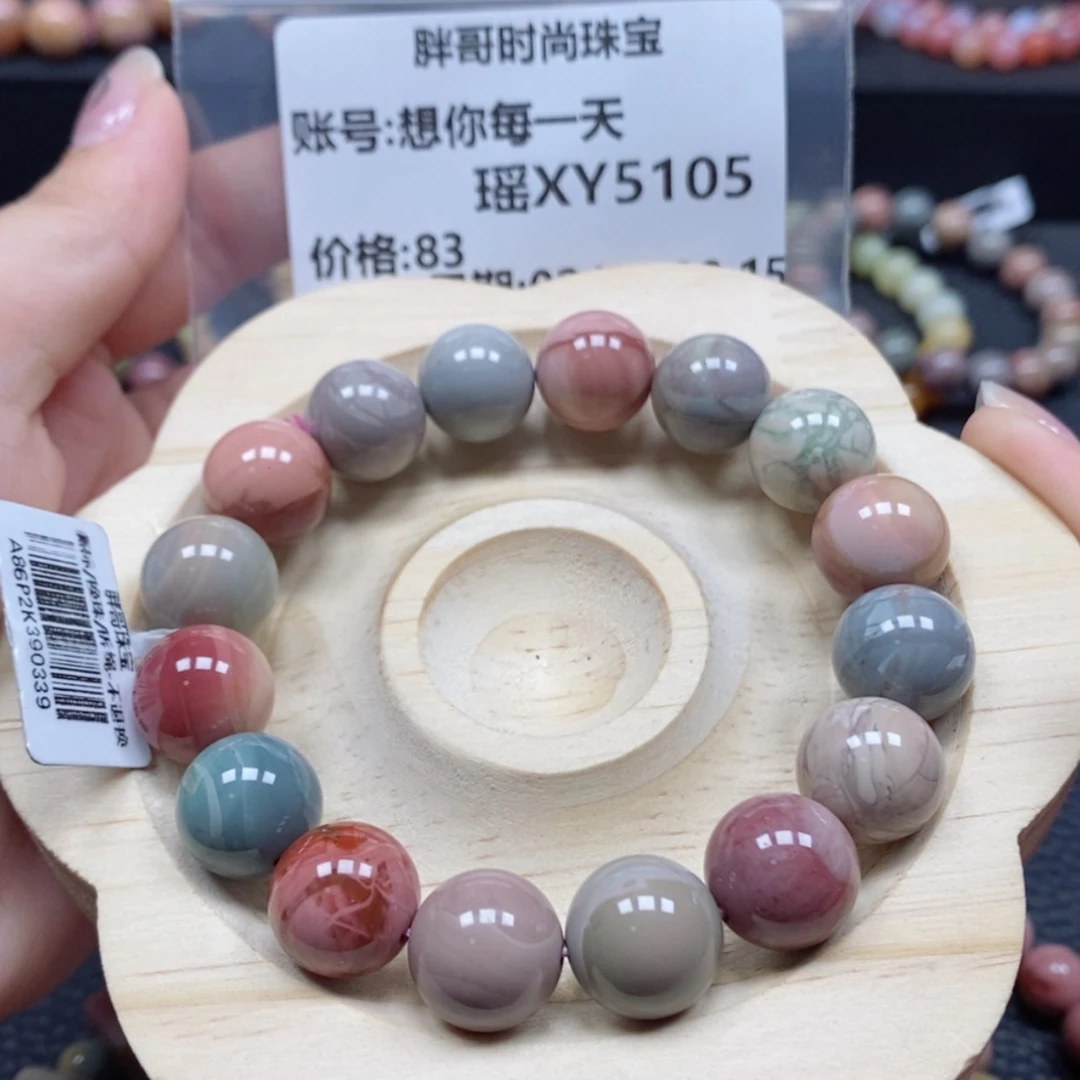 胖哥时尚珠宝
账号:想你每一天
瑶XY5105
价格:83
胖哥珠宝
A86P2K390339